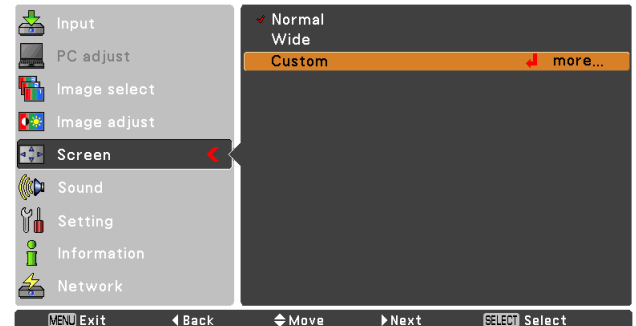 Input
PC adjust
Image select
Image adjust
Screen
Sound
Setting
Information
Network
Normal
Wide
Custom more...
MENU Exit Back Move Next SELECT Select